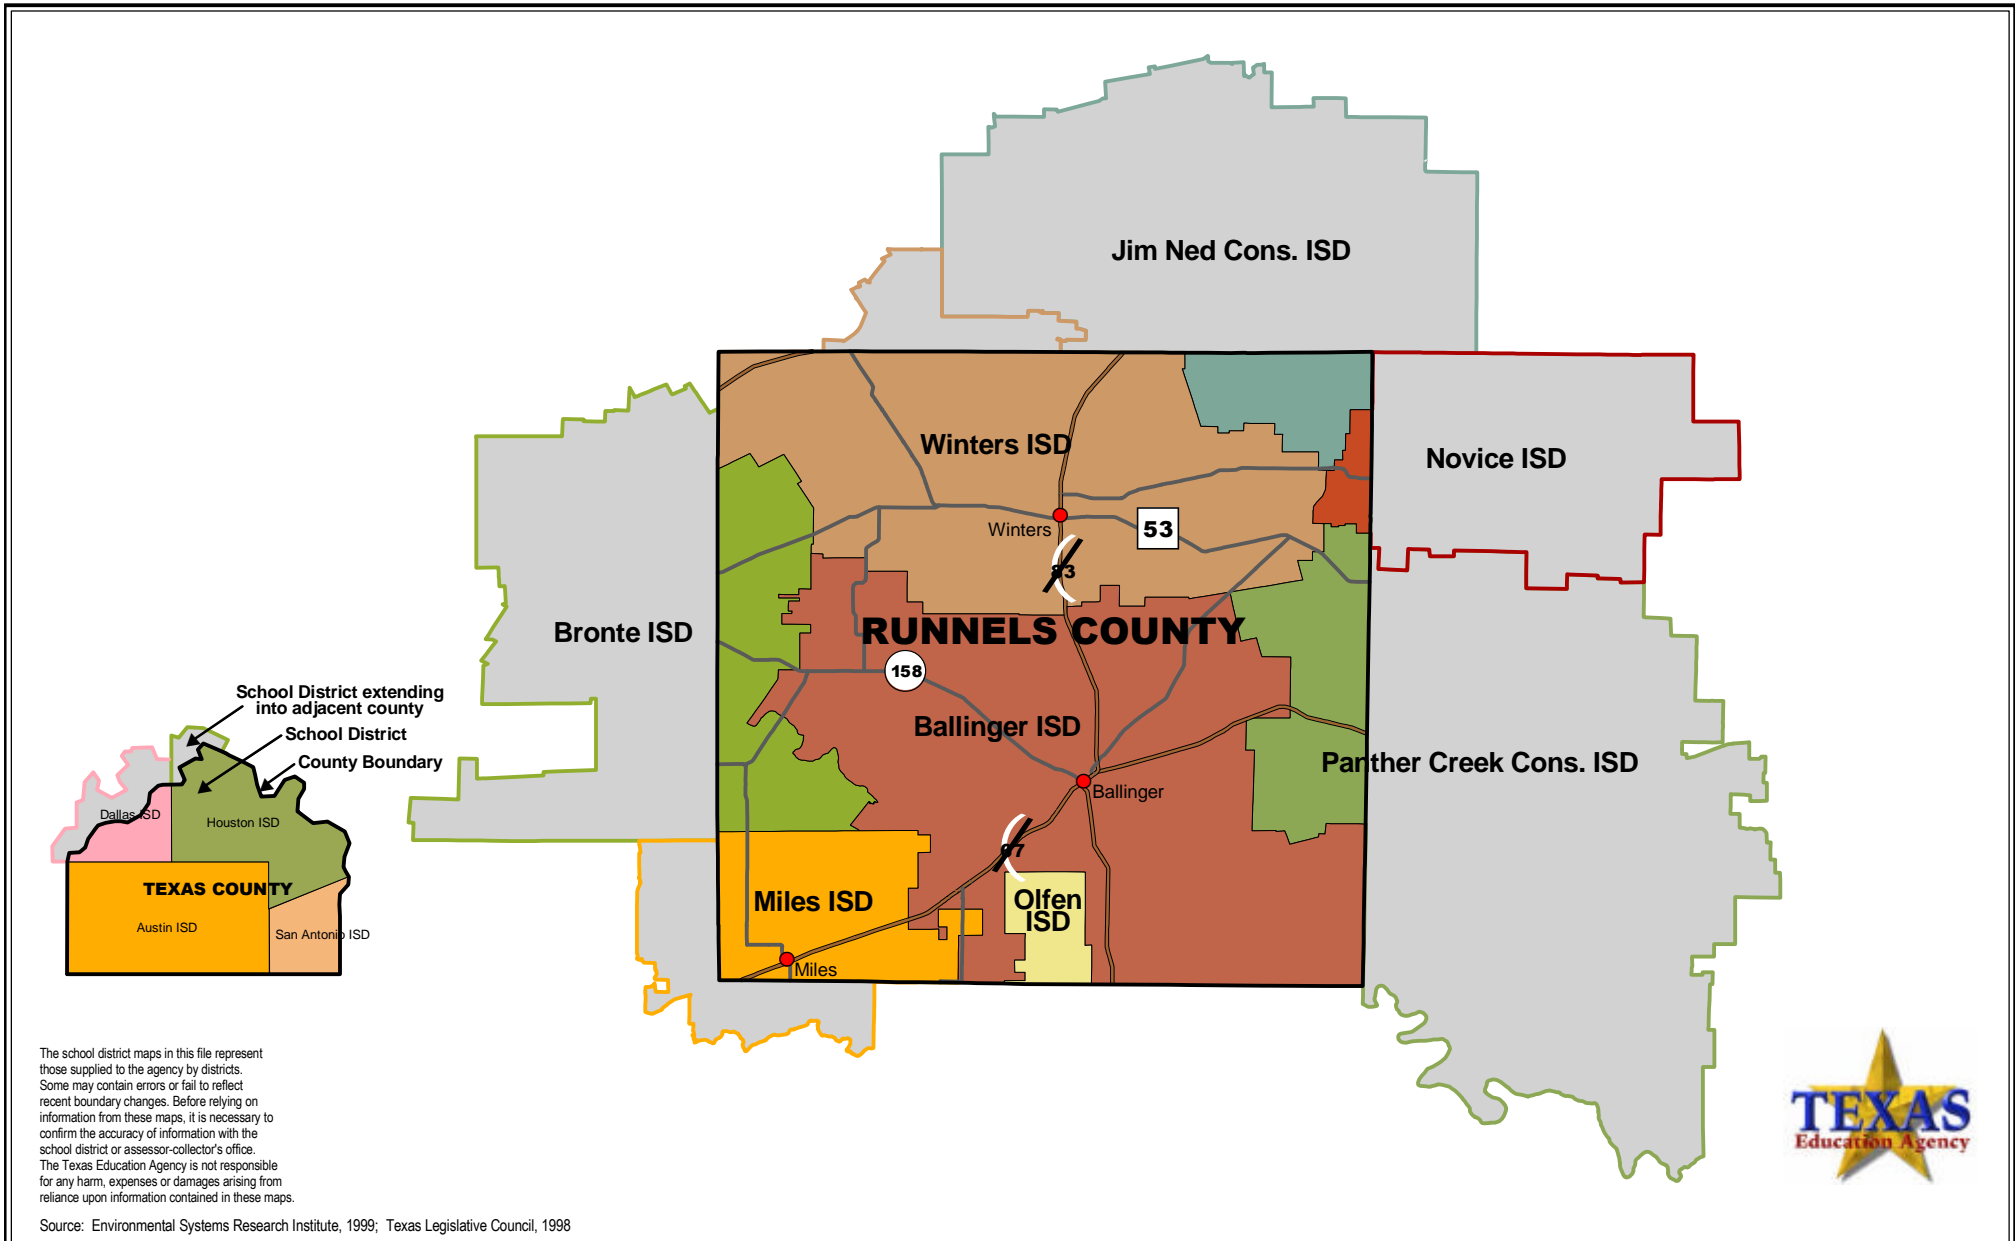 Jim Ned Cons. ISD
Winters ISD
Novice ISD
Winters
53
83
Bronte ISD
RUNNELS COUNTY
158
Ballinger ISD
Panther Creek Cons. ISD
Ballinger
Miles ISD
Olfen
ISD
Miles
School District extending
into adjacent county
School District
County Boundary
Dallas ISD
Houston ISD
TEXAS COUNTY
Austin ISD
San Antonio ISD
The school district maps in this file represent
those supplied to the agency by districts.
Some may contain errors or fail to reflect
recent boundary changes. Before relying on
information from these maps, it is necessary to
confirm the accuracy of information with the
school district or assessor-collector's office.
The Texas Education Agency is not responsible
for any harm, expenses or damages arising from
reliance upon information contained in these maps.
Source: Environmental Systems Research Institute, 1999; Texas Legislative Council, 1998
TEXAS
Education Agency